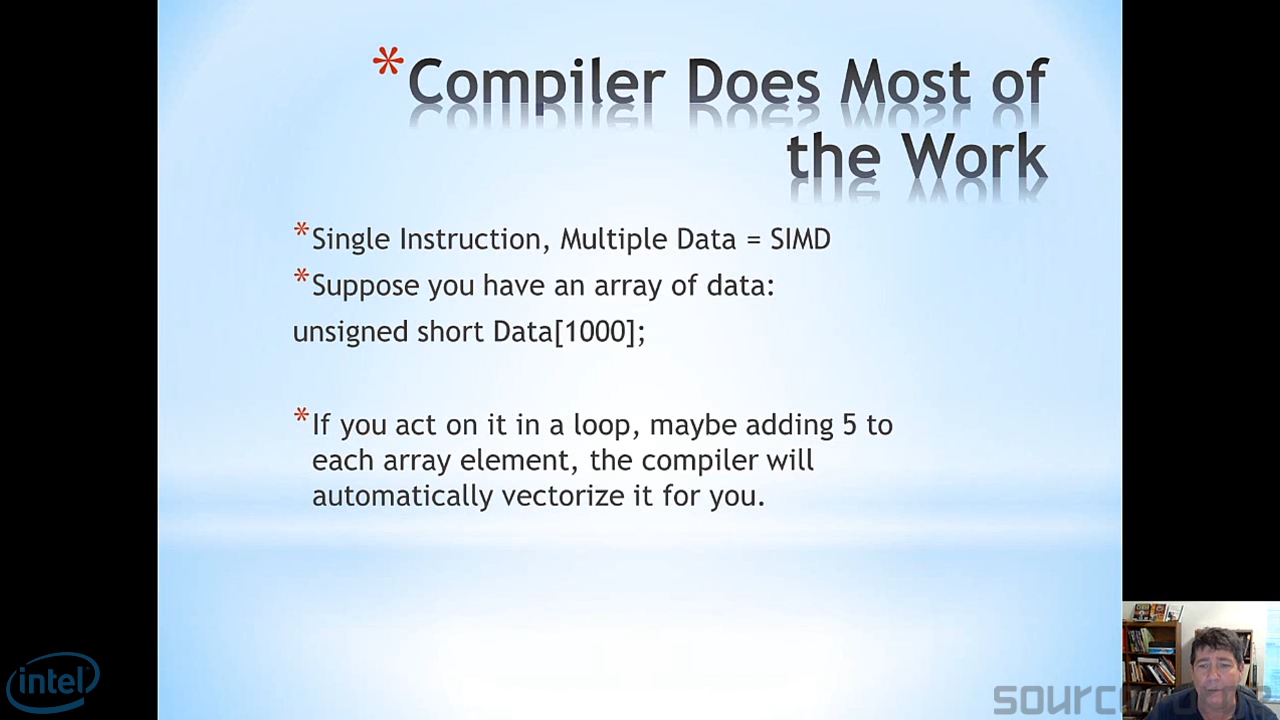 *Compiler Does Most of
the Work
*Single Instruction, Multiple Data = SIMD
*Suppose you have an array of data:
unsigned short Data[1000];
*If you act on it in a loop, maybe adding 5 to
each array element, the compiler will
automatically vectorize it for you.
intel